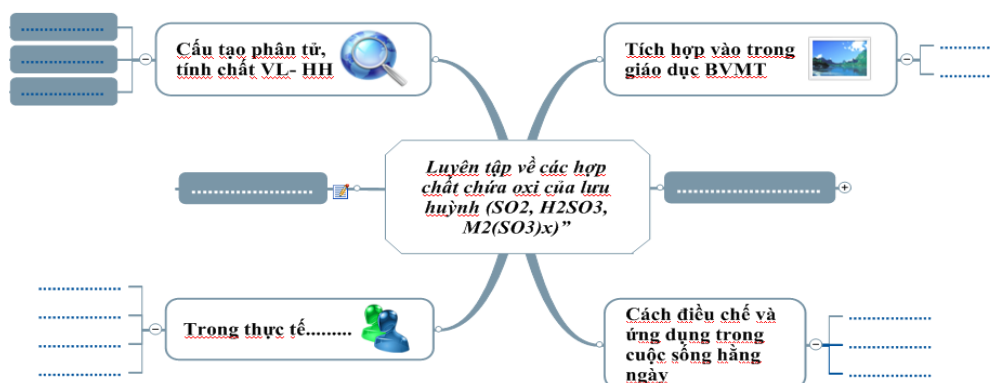 Cấu tạo phân tử,
tính chất VL- HH
Tích hợp vào trong
giáo dục BVMT
Luyên tập về các hợp
chất chứa oxi của lưu
huỳnh (SO2, H2SO3,
M2(SO3)x)”
Trong thực tế.........
Cách điều chế và
ứng dụng trong
cuộc sống hằng
ngày